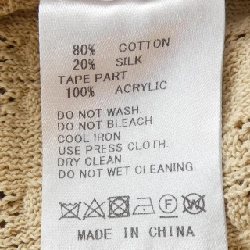 80% COTTON
20% SILK
TAPE PART
100% ACRYLIC
DO NOT WASH.
DO NOT BLEACH
COOL IRON
USE PRESS CLOTH.
DRY CLEAN
DO NOT WET CLEANING
MADE IN CHINA